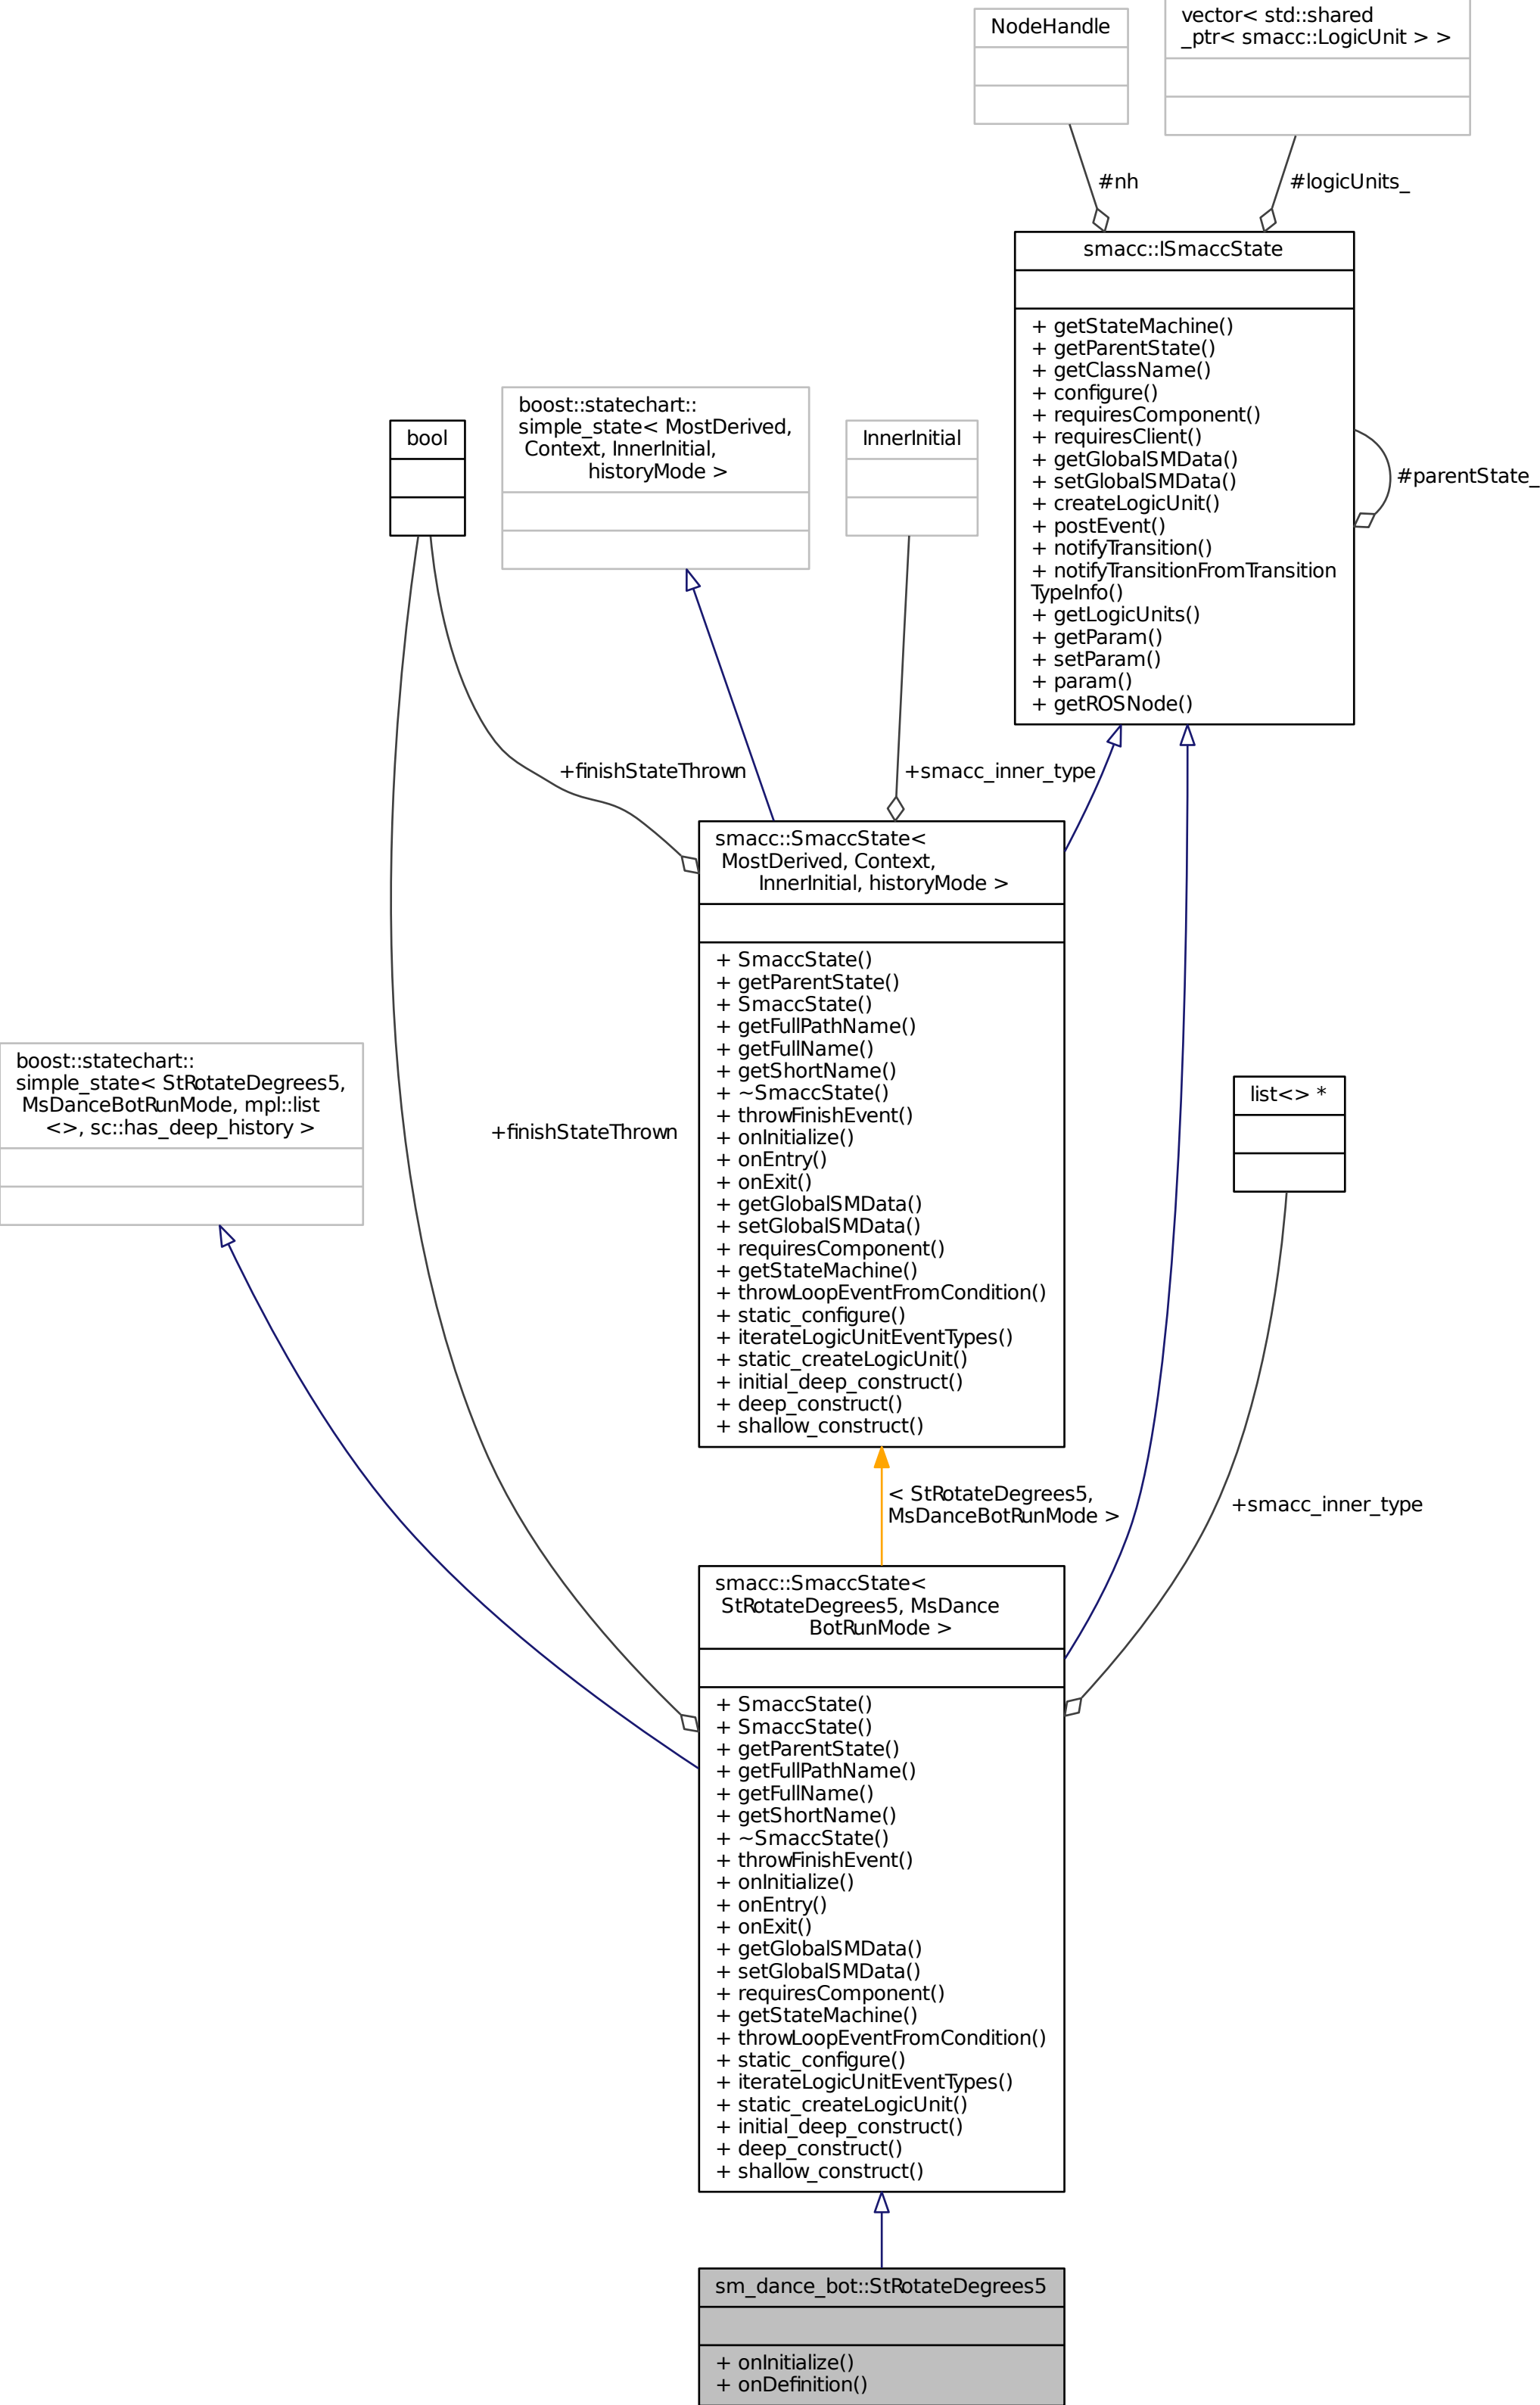 NodeHandle
vector< std::shared
_ptr< smacc::LogicUnit > >
#nh
#logicUnits_
smacc::ISmaccState
+ getStateMachine()
+ getParentState()
+ getClassName()
+ configure()
+ requiresComponent()
+ requiresClient()
+ getGlobalSMData()
+ setGlobalSMData()
+ createLogicUnit()
+ postEvent()
+ notifyTransition()
+ notifyTransitionFromTransition
TypeInfo()
+ getLogicUnits()
+ getParam()
+ setParam()
+ param()
+ getROSNode()
#parentState_
bool
boost::statechart::
simple_state< MostDerived,
Context, InnerInitial,
historyMode >
InnerInitial
+finishStateThrown
+smacc_inner_type
smacc::SmaccState<
MostDerived, Context,
InnerInitial, historyMode >
+ SmaccState()
+ getParentState()
+ SmaccState()
+ getFullPathName()
+ getFullName()
+ getShortName()
+ ~SmaccState()
+ throwFinishEvent()
+ onInitialize()
+ onEntry()
+ onExit()
+ getGlobalSMData()
+ setGlobalSMData()
+ requiresComponent()
+ getStateMachine()
+ throwLoopEventFromCondition()
+ static_configure()
+ iterateLogicUnitEventTypes()
+ static_createLogicUnit()
+ initial_deep_construct()
+ deep_construct()
+ shallow_construct()
boost::statechart::
simple_state< StRotateDegrees5,
MsDanceBotRunMode, mpl::list
<>, sc::has_deep_history >
+finishStateThrown
list<> *
< StRotateDegrees5,
MsDanceBotRunMode >
+smacc_inner_type
smacc::SmaccState<
StRotateDegrees5, MsDance
BotRunMode >
+ SmaccState()
+ SmaccState()
+ getParentState()
+ getFullPathName()
+ getFullName()
+ getShortName()
+ ~SmaccState()
+ throwFinishEvent()
+ onInitialize()
+ onEntry()
+ onExit()
+ getGlobalSMData()
+ setGlobalSMData()
+ requiresComponent()
+ getStateMachine()
+ throwLoopEventFromCondition()
+ static_configure()
+ iterateLogicUnitEventTypes()
+ static_createLogicUnit()
+ initial_deep_construct()
+ deep_construct()
+ shallow_construct()
sm_dance_bot::StRotateDegrees5
+ onInitialize()
+ onDefinition()